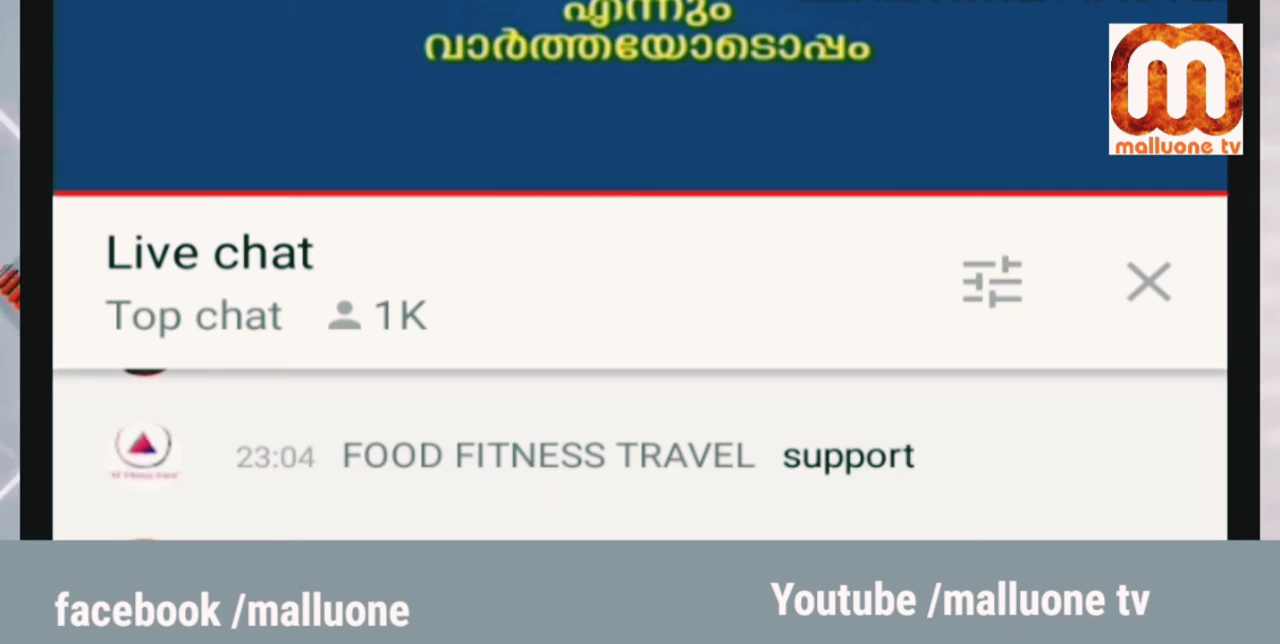 എന്നും
വാർത്തയോടൊപ്പം
malluone tv
Live chat
Top chat 1K
23:04 FOOD FITNESS TRAVEL support
facebook /malluone
Youtube /malluone tv